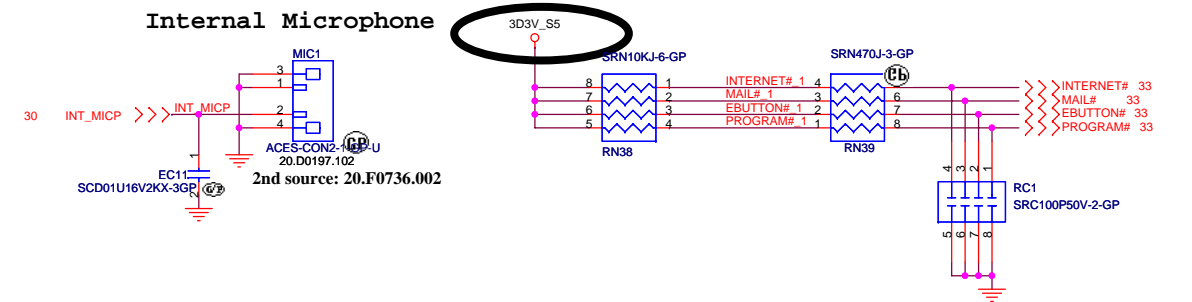 Internal Microphone
3D3V_S5
MIC1
3
1
2
4
30 INT_MICP
INT_MICP
20.D0197.102
2nd source: 20.F0736.002
1
2
EC11
SCD01U16V2KX-3GP
SRN10KJ-6-GP
8 1
7 2
6 3
5 4
RN38
INTERNET#_1
MAIL#_1
EBUTTON#_1
PROGRAM#_1
SRN470J-3-GP
4
3 6
2 7
1 8
RN39
INTERNET# 33
MAIL# 33
EBUTTON# 33
PROGRAM# 33
4 3 2 1
RC1
SRC100P50V-2-GP
5 6 7 8